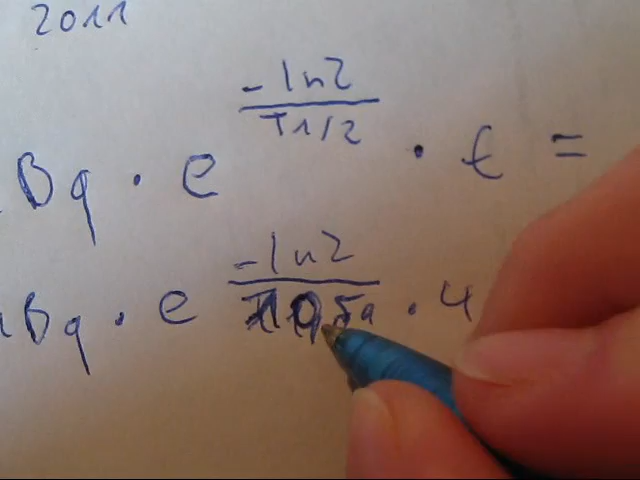 2011
Bq · e^(-ln2 / T1/2) · t =
Bq · e^(-ln2 / a) · 4